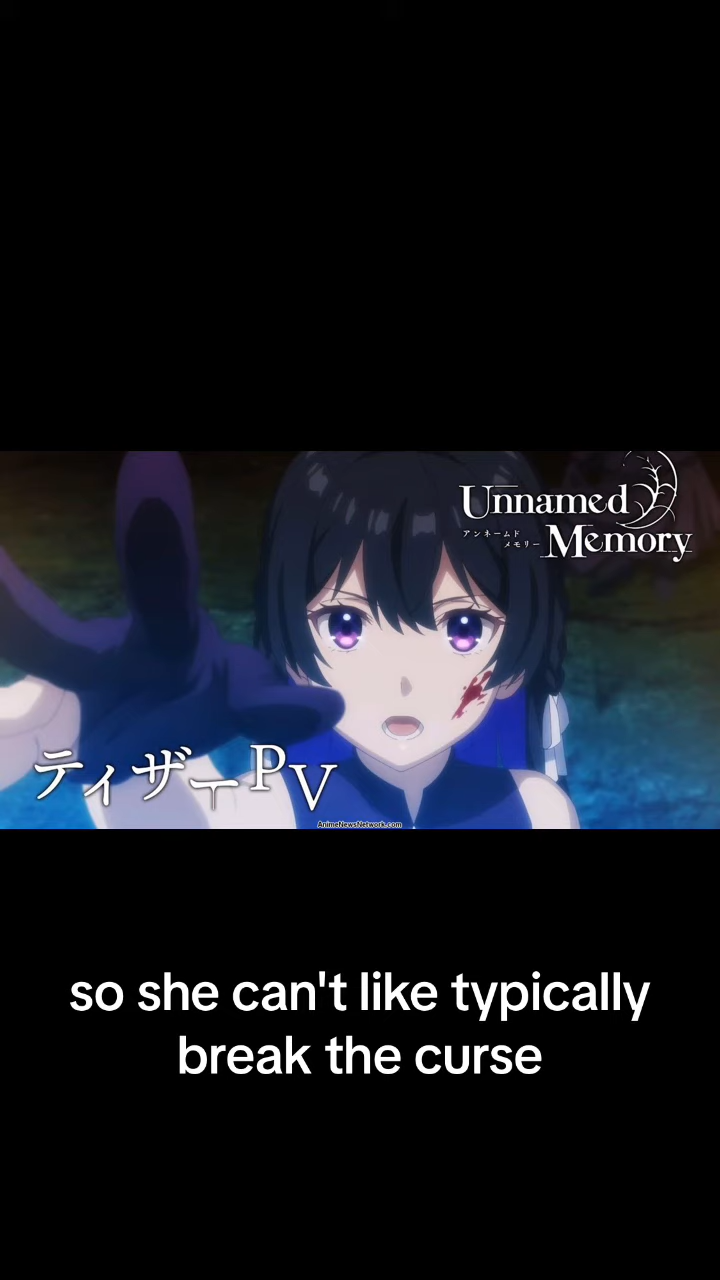 Unnamed
アンネームド
メモリー
Memory
ティザーPV
AnimeNewsNetwork.com
so she can't like typically
break the curse